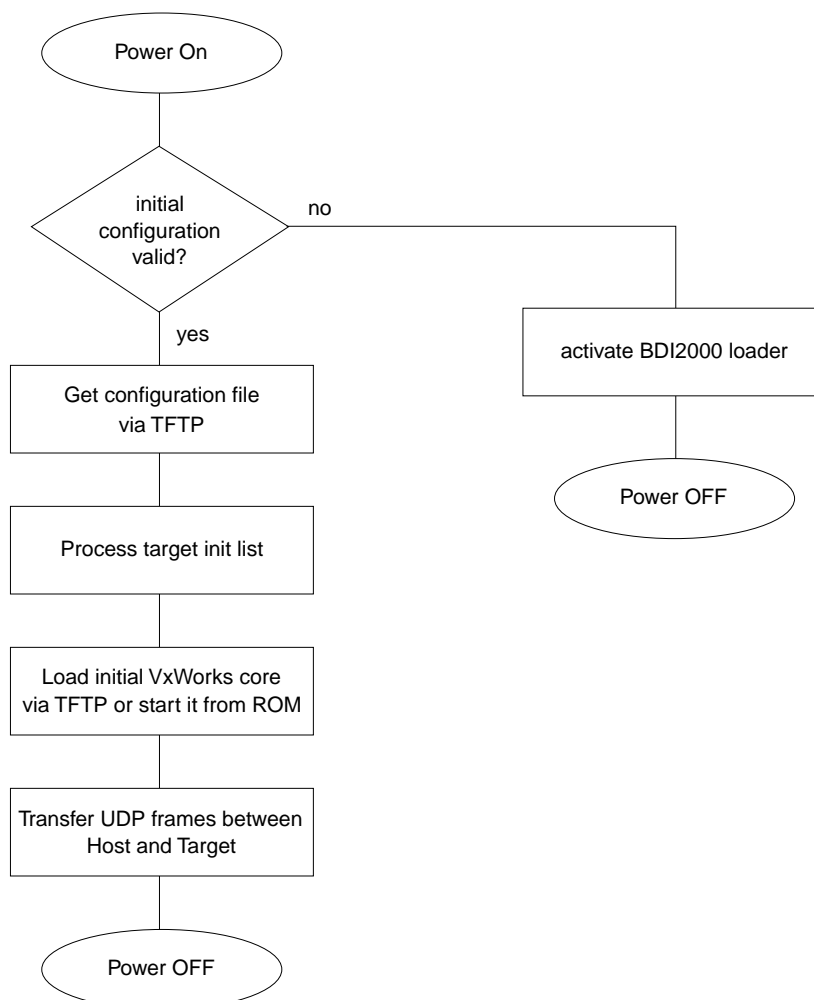 Power On
initial
configuration
valid?
no
yes
activate BDI2000 loader
Get configuration file
via TFTP
Power OFF
Process target init list
Load initial VxWorks core
via TFTP or start it from ROM
Transfer UDP frames between
Host and Target
Power OFF